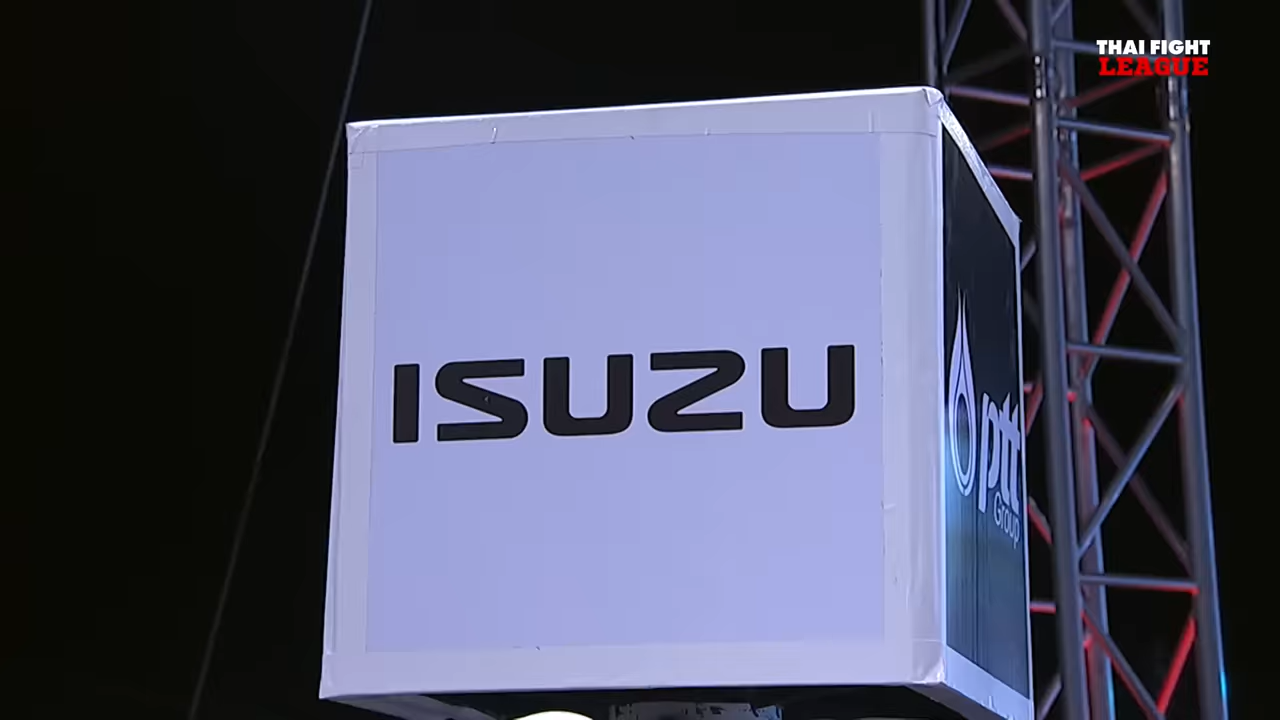 THAI FIGHT
LEAGUE
ISUZU
ptt
Group